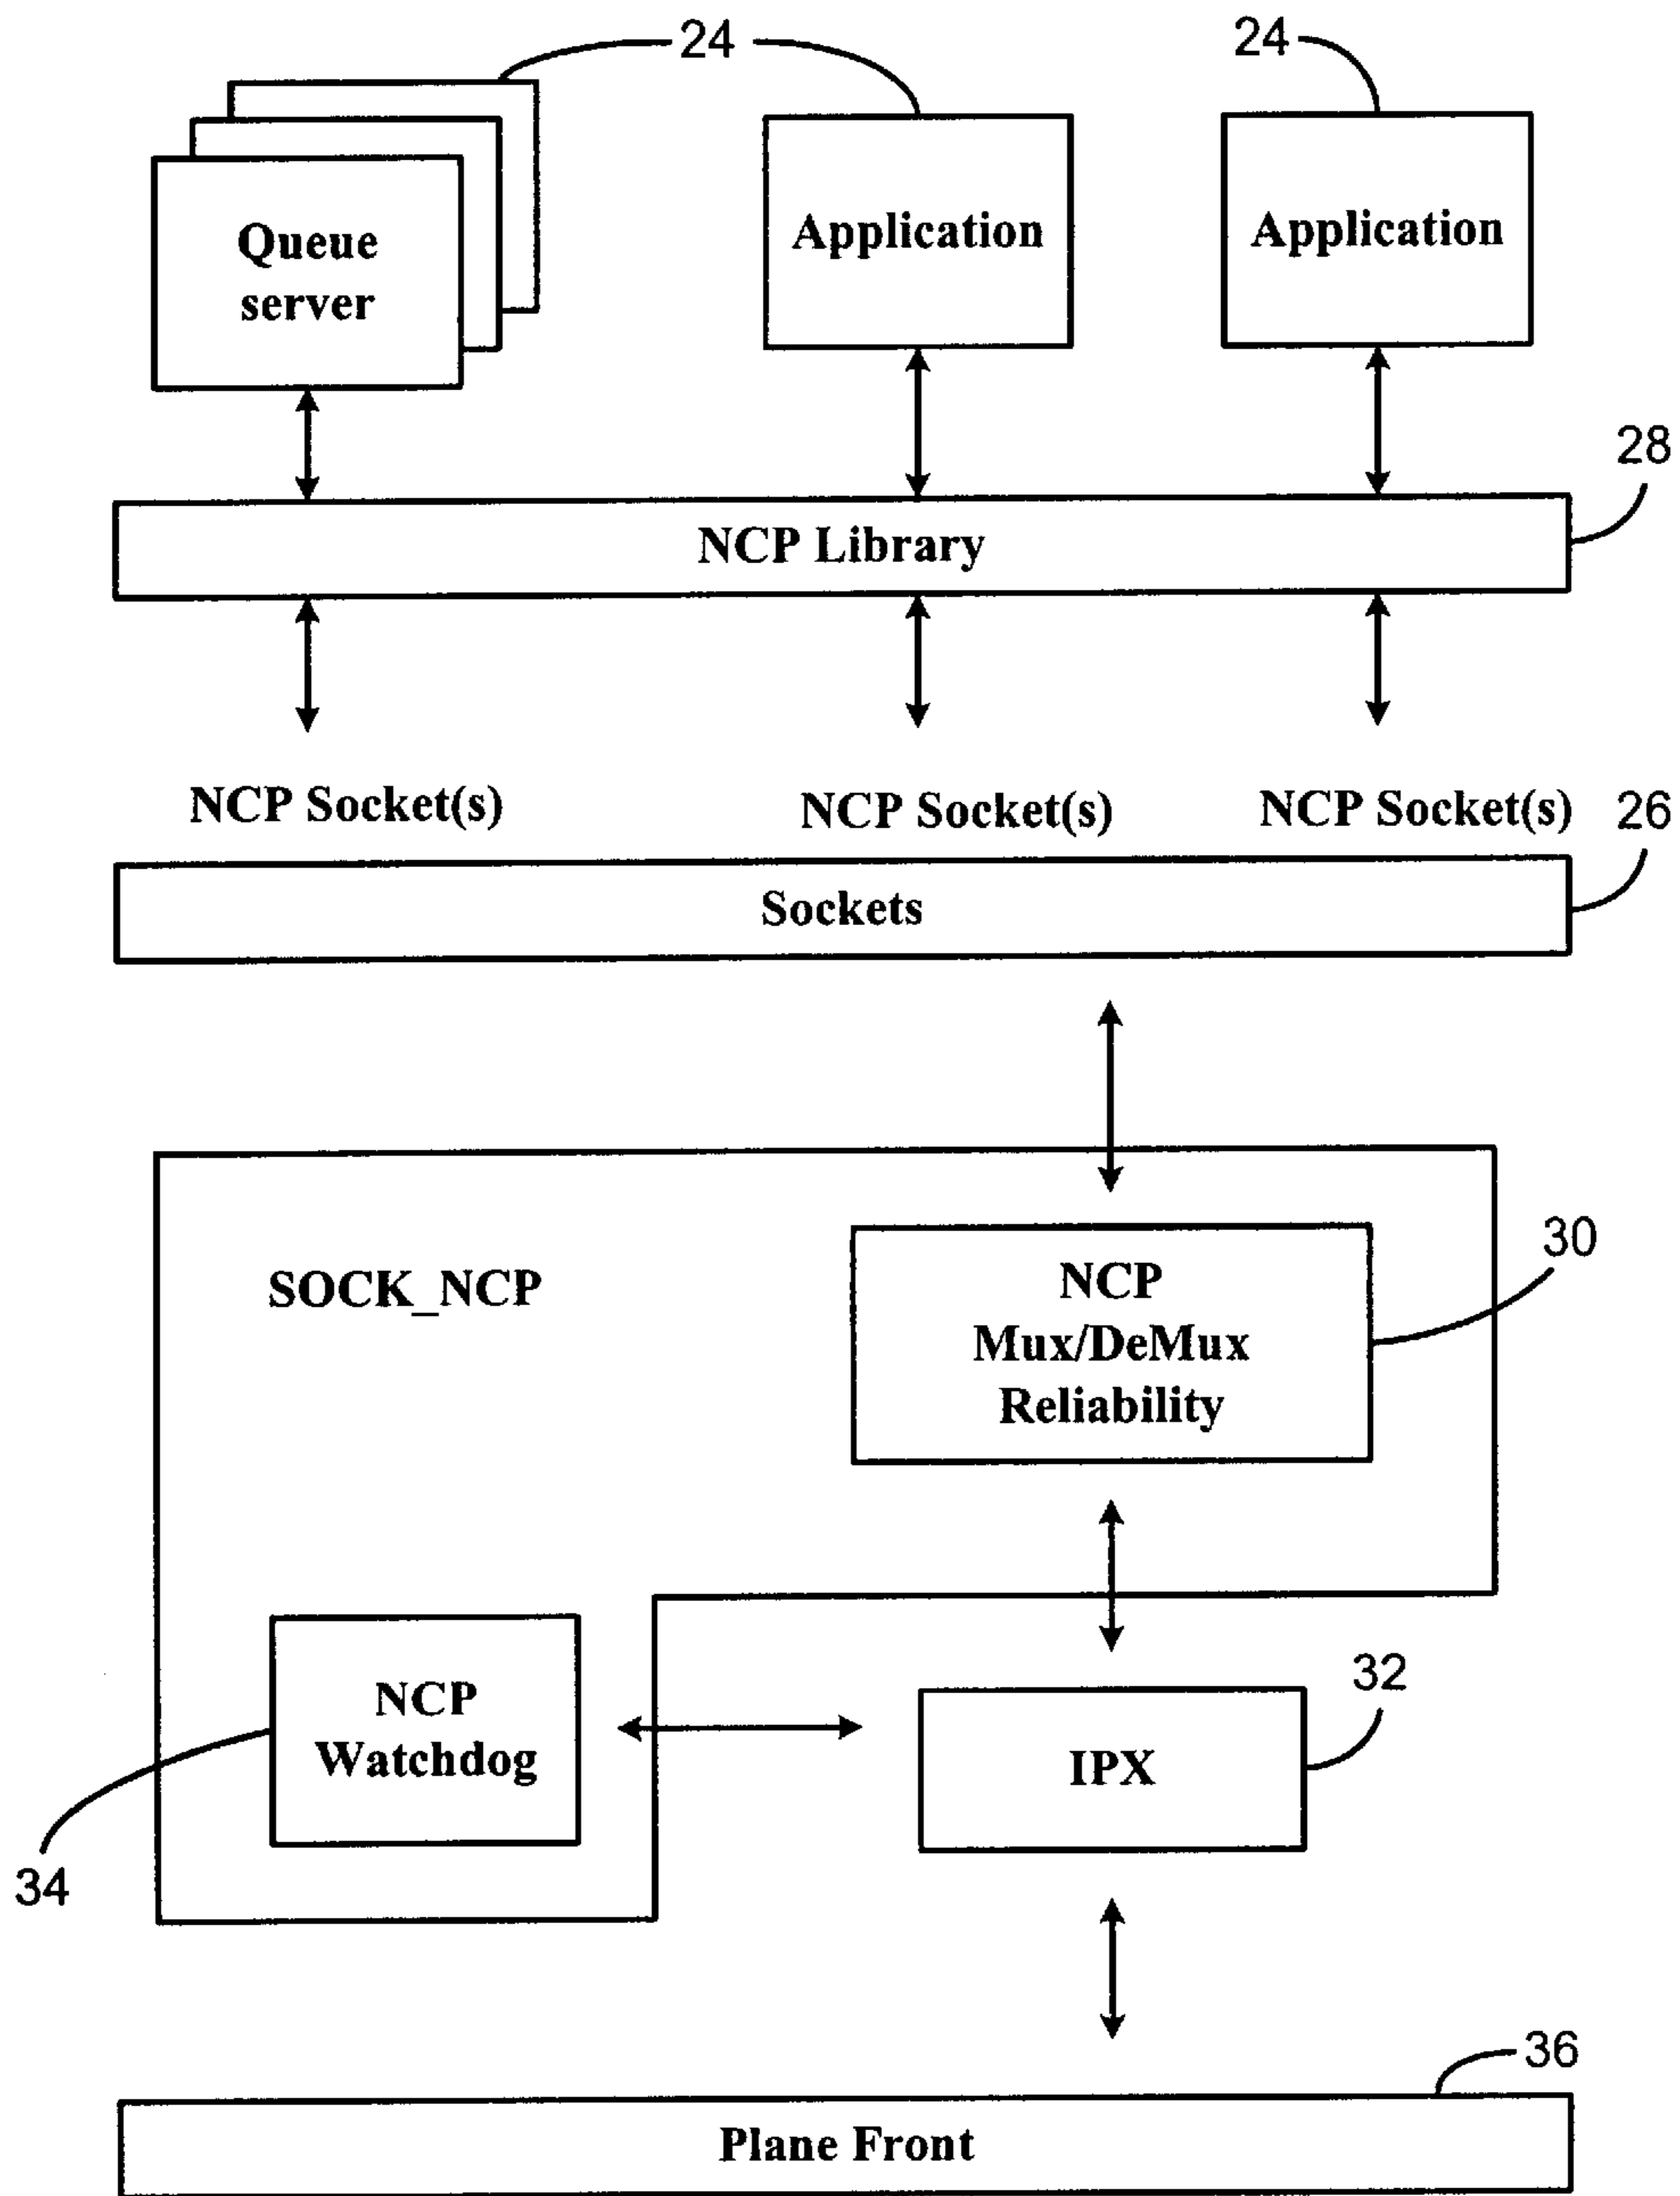 24
24
Queue
server
Application
Application
28
NCP Library
NCP Socket(s)
NCP Socket(s)
NCP Socket(s)
26
Sockets
SOCK_NCP
NCP
Mux/DeMux
Reliability
30
NCP
Watchdog
34
IPX
32
36
Plane Front